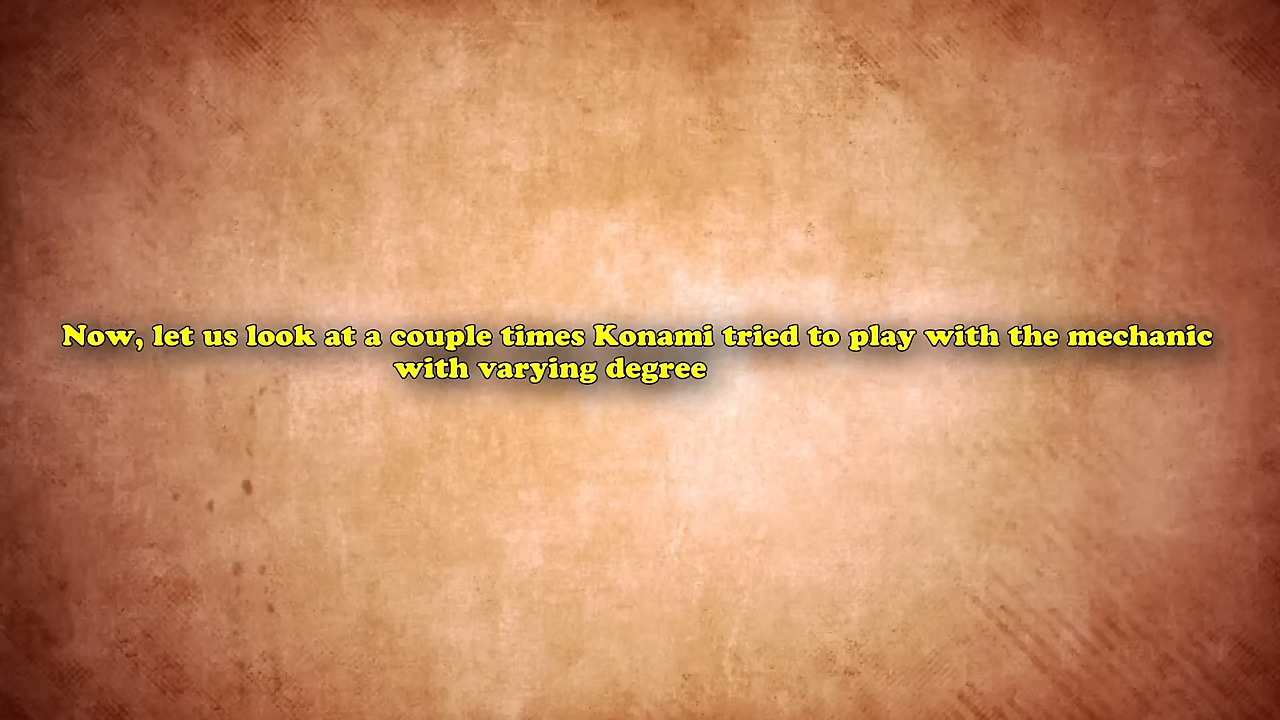 Now, let us look at a couple times Konami tried to play with the mechanic
with varying degree